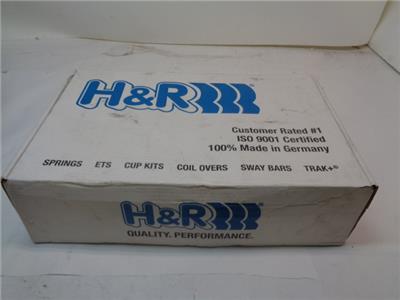 H&R®
Customer Rated #1
ISO 9001 Certified
100% Made in Germany
SPRINGS ETS CUP KITS COIL OVERS SWAY BARS TRAK+®
H&R®
QUALITY. PERFORMANCE.